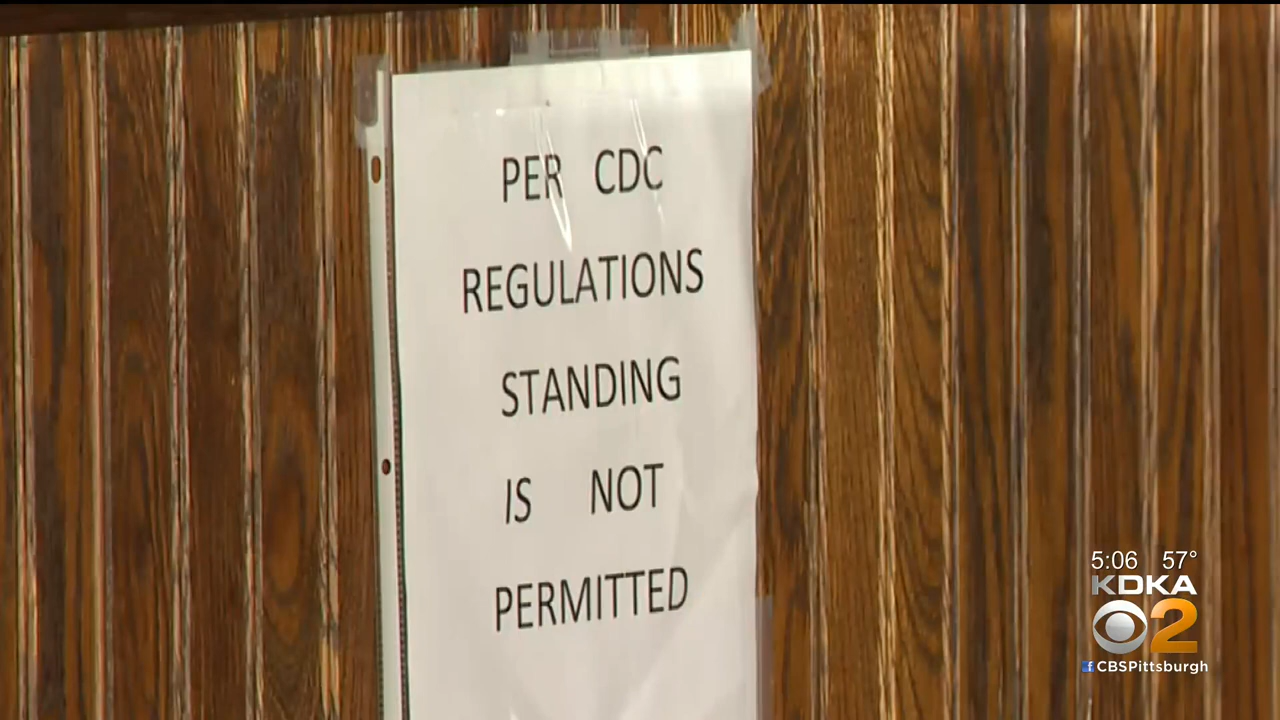 PER CDC
REGULATIONS
STANDING
IS NOT
PERMITTED
5:06 57°
KDKA
2
f CBSPittsburgh